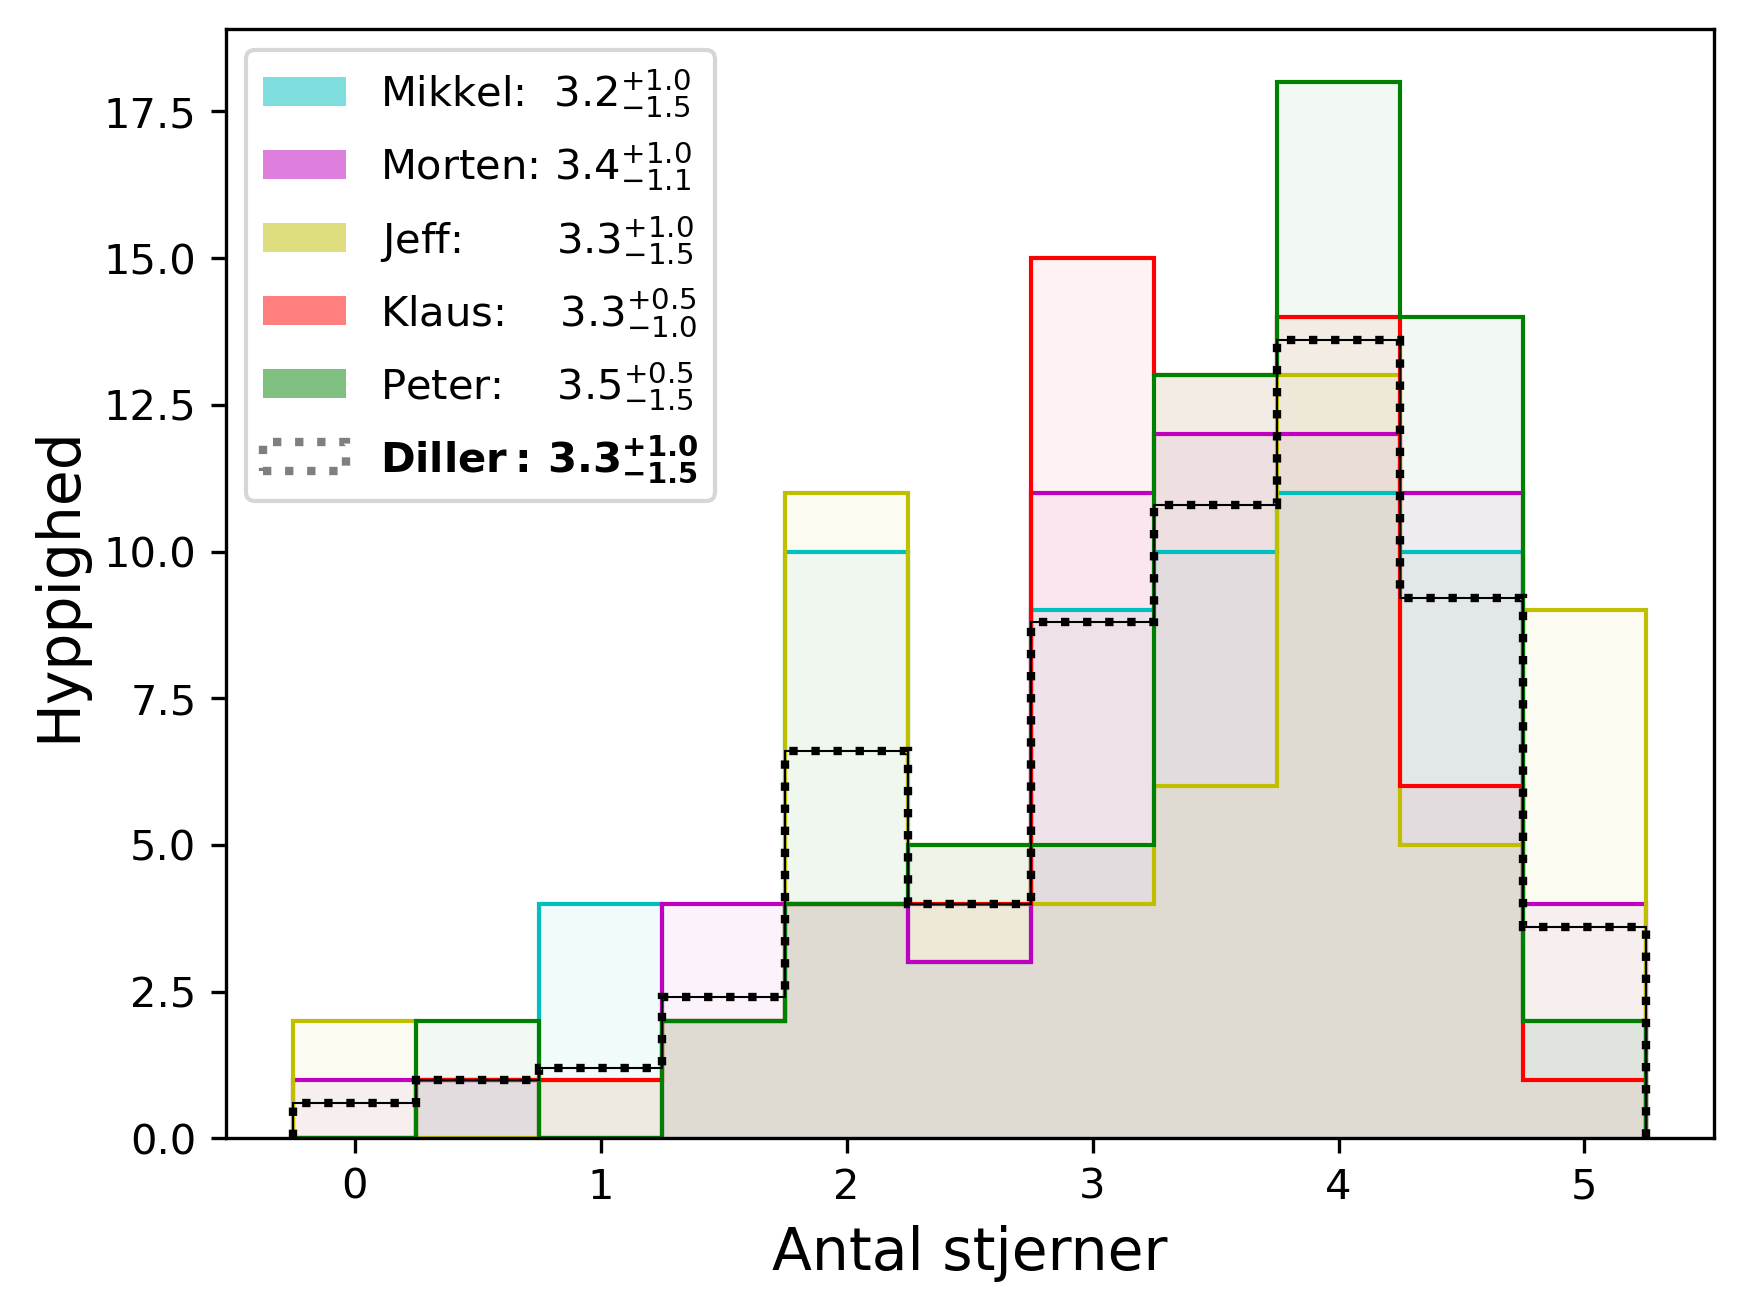 Mikkel: 3.2 +1.0 −1.5
Morten: 3.4 +1.0 −1.1
Jeff: 3.3 +1.0 −1.5
Klaus: 3.3 +0.5 −1.0
Peter: 3.5 +0.5 −1.5
Diller: 3.3 +1.0 −1.5
Hyppighed
17.5
15.0
12.5
10.0
7.5
5.0
2.5
0.0
0 1 2 3 4 5
Antal stjerner